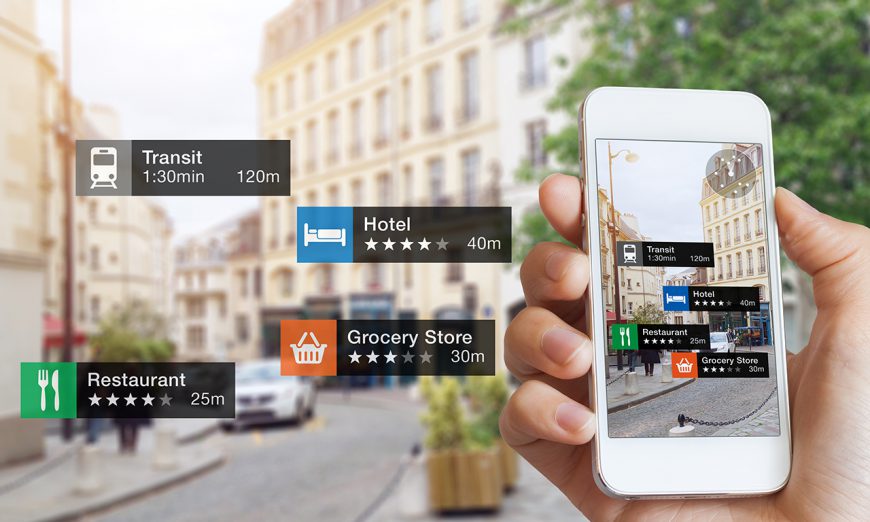 Transit
1:30min 120m
Hotel
40m
Grocery Store
30m
Restaurant
25m
Transit
1:30min 120m
Hotel
40m
Restaurant
25m
Grocery Store
30m